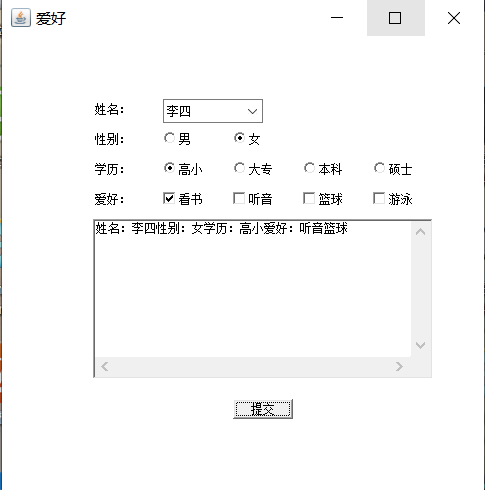 爱好
姓名： 李四
性别： 男 女
学历： 高小 大专 本科 硕士
爱好： 看书 听音 篮球 游泳
姓名：李四性别：女学历：高小爱好：听音篮球
提交